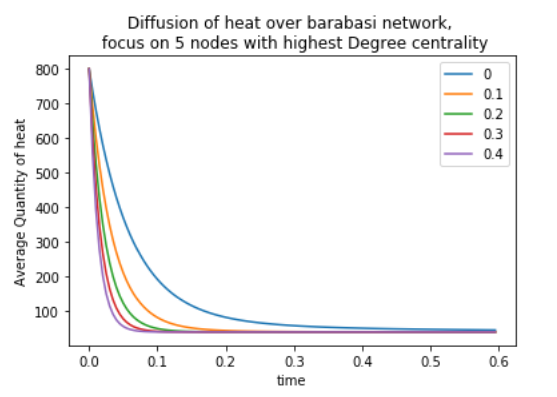 Diffusion of heat over barabasi network,
focus on 5 nodes with highest Degree centrality
800
700
600
500
400
300
200
100
Average Quantity of heat
0
0.1
0.2
0.3
0.4
0.0 0.1 0.2 0.3 0.4 0.5 0.6
time